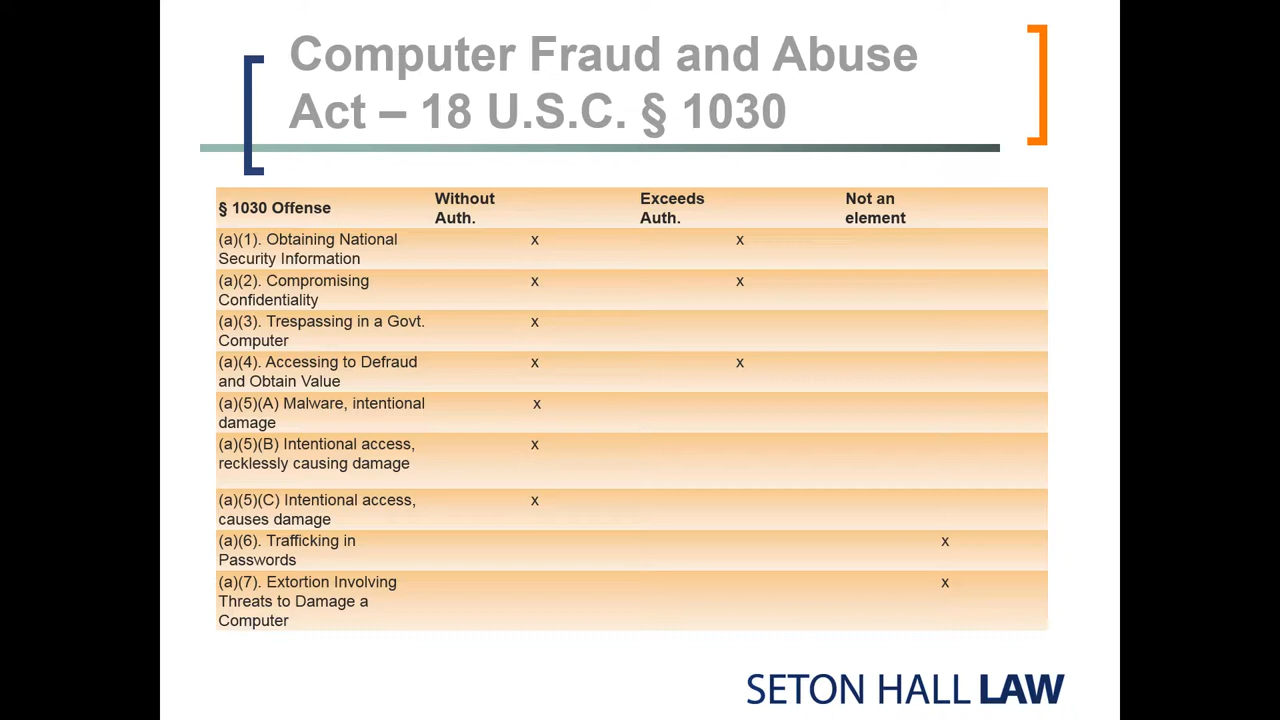 Computer Fraud and Abuse
Act – 18 U.S.C. § 1030
§ 1030 Offense
Without
Auth.
Exceeds
Auth.
Not an
element
(a)(1). Obtaining National
Security Information
x
x
(a)(2). Compromising
Confidentiality
x
x
(a)(3). Trespassing in a Govt.
Computer
x
(a)(4). Accessing to Defraud
and Obtain Value
x
x
(a)(5)(A) Malware, intentional
damage
x
(a)(5)(B) Intentional access,
recklessly causing damage
x
(a)(5)(C) Intentional access,
causes damage
x
(a)(6). Trafficking in
Passwords
x
(a)(7). Extortion Involving
Threats to Damage a
Computer
x
SETON HALL LAW